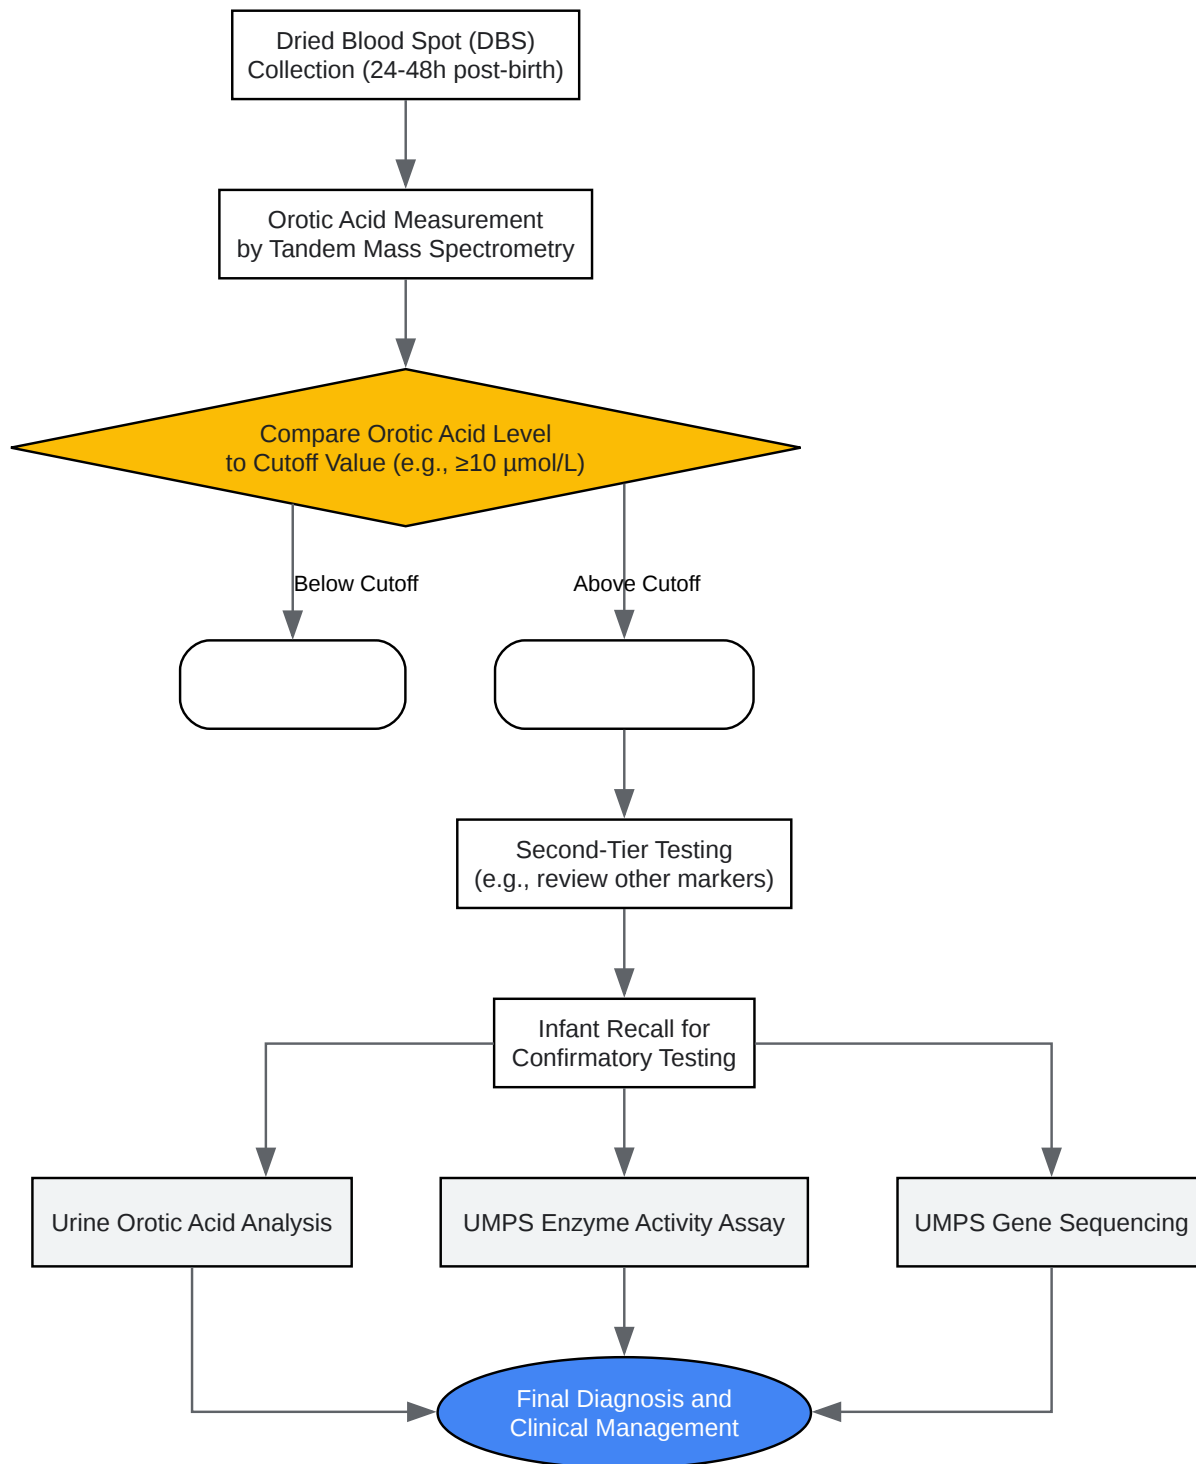 Dried Blood Spot (DBS)
Collection (24-48h post-birth)
Orotic Acid Measurement
by Tandem Mass Spectrometry
Compare Orotic Acid Level
to Cutoff Value (e.g., ≥10 µmol/L)
Below Cutoff
Above Cutoff
Second-Tier Testing
(e.g., review other markers)
Infant Recall for
Confirmatory Testing
Urine Orotic Acid Analysis
UMPS Enzyme Activity Assay
UMPS Gene Sequencing
Final Diagnosis and
Clinical Management